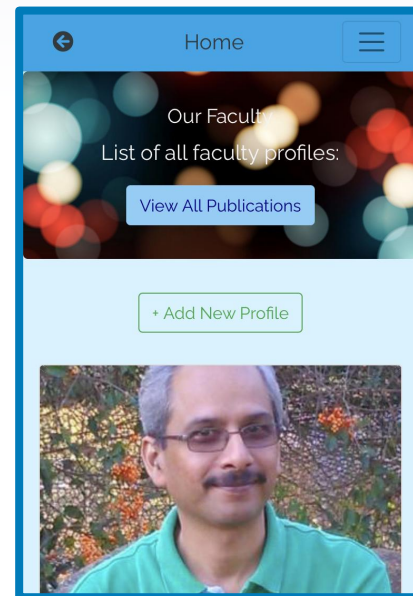 Home
Our Faculty
List of all faculty profiles:
View All Publications
+ Add New Profile